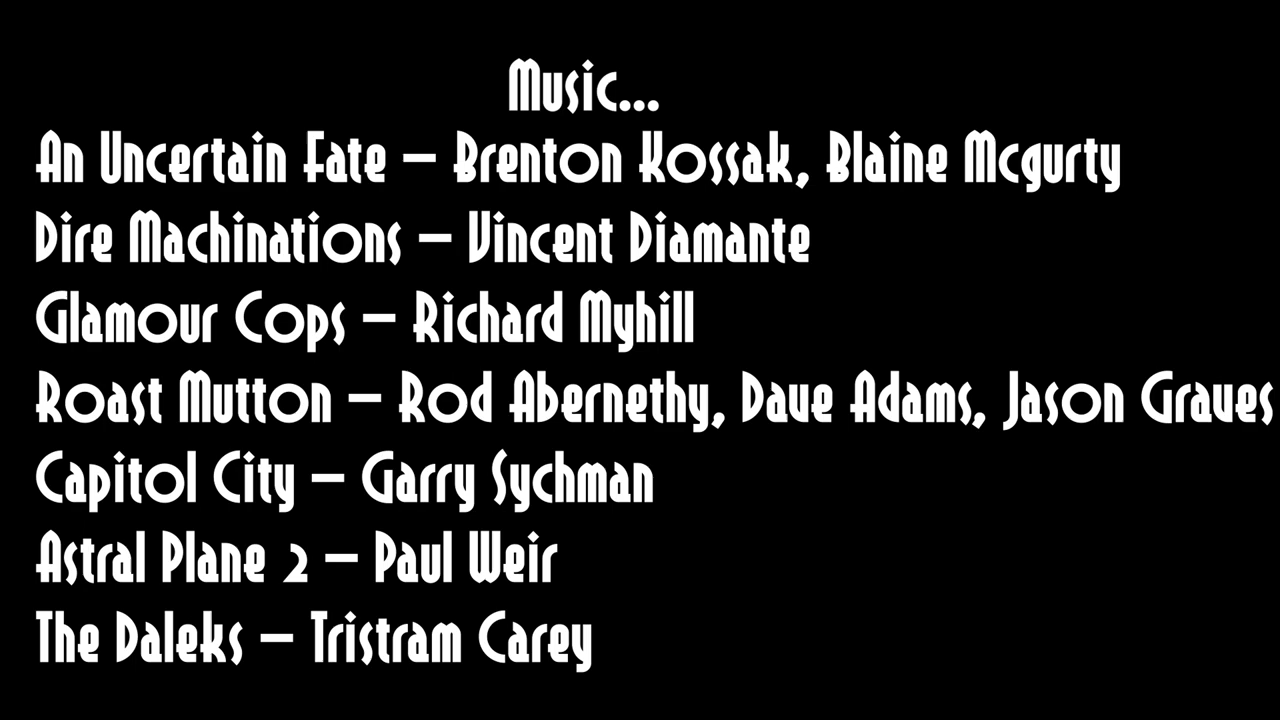 Music...
An Uncertain Fate – Brenton Kossak, Blaine Mcgurty
Dire Machinations – Vincent Diamante
Glamour Cops – Richard Myhill
Roast Mutton – Rod Abernethy, Dave Adams, Jason Graves
Capitol City – Garry Sychman
Astral Plane 2 – Paul Weir
The Daleks – Tristram Carey